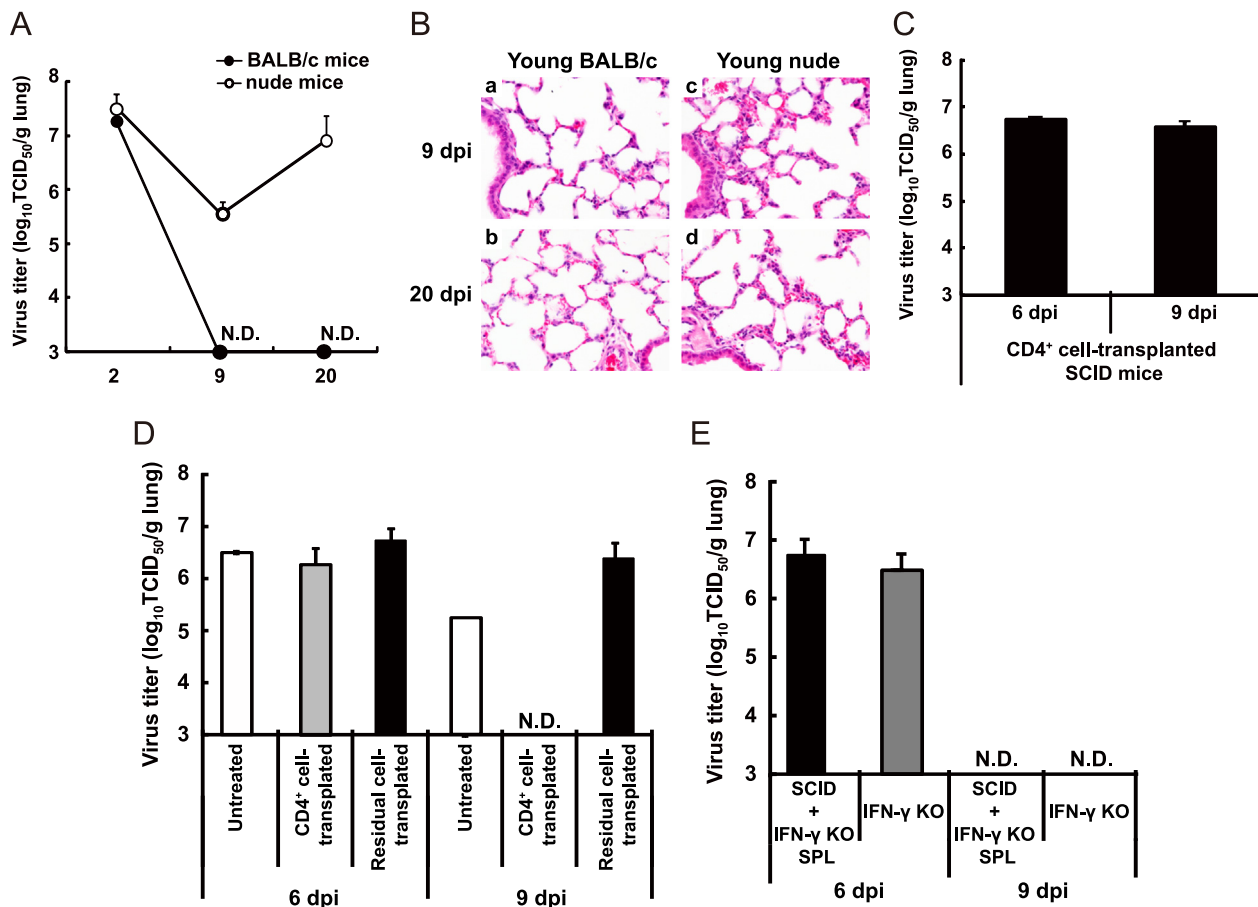 A
BALB/c mice
nude mice
Virus titer (log10TCID50/g lung)
8
7
6
5
4
3
N.D.
N.D.
2
9
20
B
Young BALB/c
Young nude
a
c
9 dpi
b
d
20 dpi
C
Virus titer (log10TCID50/g lung)
8
7
6
5
4
3
6 dpi
9 dpi
CD4+ cell-transplanted
SCID mice
D
Virus titer (log10TCID50/g lung)
8
7
6
5
4
3
N.D.
Untreated
CD4+ cell-
transplated
Residual cell-
transplated
Untreated
CD4+ cell-
transplated
Residual cell-
transplated
6 dpi
9 dpi
E
Virus titer (log10TCID50/g lung)
8
7
6
5
4
3
N.D.
N.D.
SCID
+
IFN-γ KO
SPL
IFN-γ KO
SCID
+
IFN-γ KO
SPL
IFN-γ KO
6 dpi
9 dpi